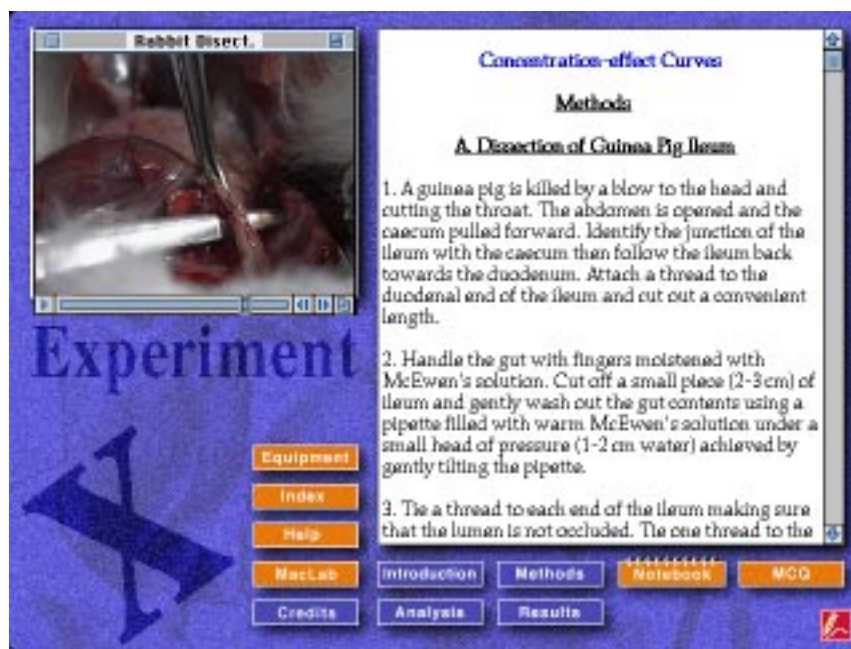 Rabbit Disect.
Concentration-effect Curves
Methods
A. Dissection of Guinea Pig Ileum
1. A guinea pig is killed by a blow to the head and
cutting the throat. The abdomen is opened and the
caecum pulled forward. Identify the junction of the
ileum with the caecum then follow the ileum back
towards the duodenum. Attach a thread to the
duodenal end of the ileum and cut out a convenient
length.
2. Handle the gut with fingers moistened with
McEwen's solution. Cut off a small piece (2-3 cm) of
ileum and gently wash out the gut contents using a
pipette filled with warm McEwen's solution under a
small head of pressure (1-2 cm water) achieved by
gently tilting the pipette.
3. Tie a thread to each end of the ileum making sure
that the lumen is not occluded. Tie one thread to the
Experiment
X
Equipment
Index
Help
MacLab
Introduction
Methods
Notebook
MCQ
Credits
Analysis
Results